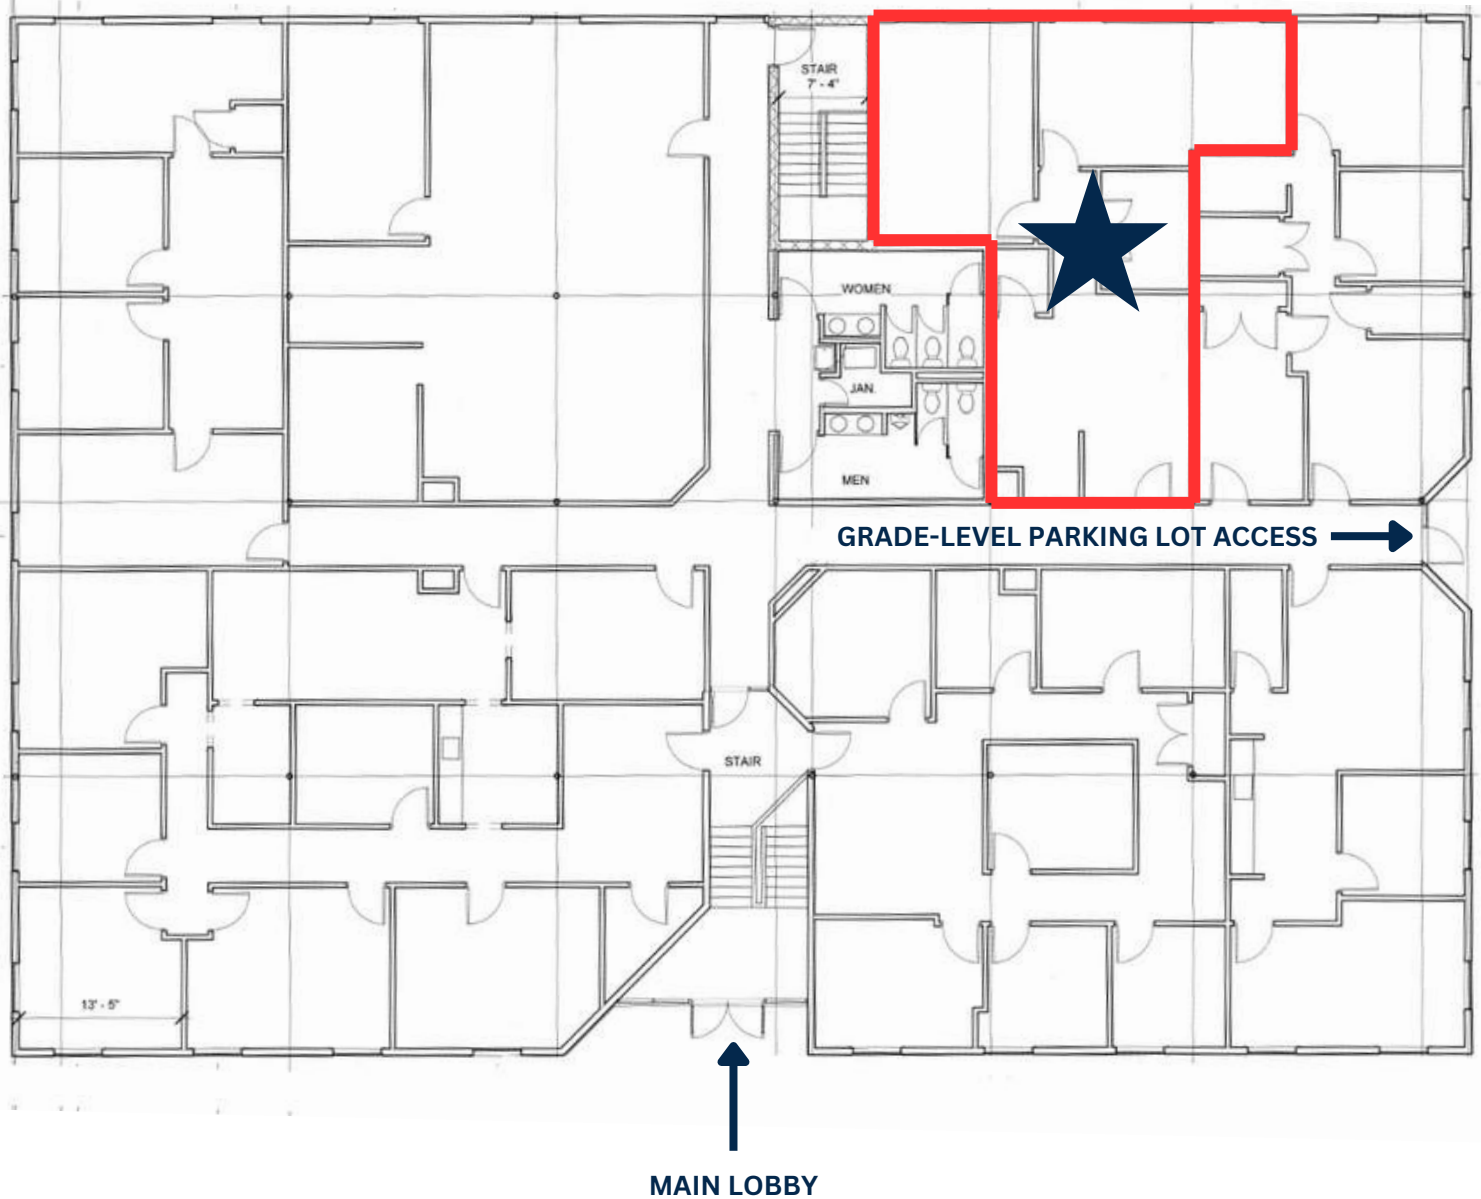 STAIR
7' - 4"
WOMEN
JAN.
MEN
GRADE-LEVEL PARKING LOT ACCESS
STAIR
13' - 5"
MAIN LOBBY